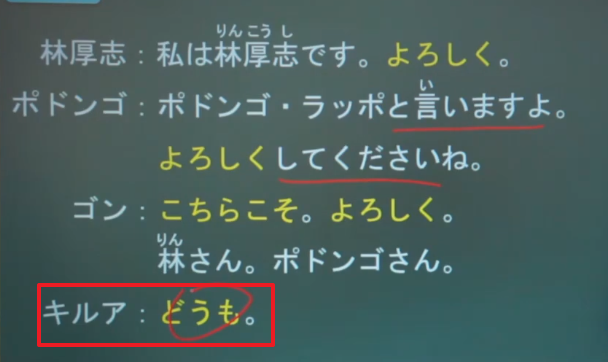 林厚志：私は林厚志です。よろしく。
りんこうし
ポドンゴ：ポドンゴ・ラッポと言いますよ。
い
よろしくしてくださいね。
ゴン：こちらこそ。よろしく。
林さん。ポドンゴさん。
りん
キルア：どうも。